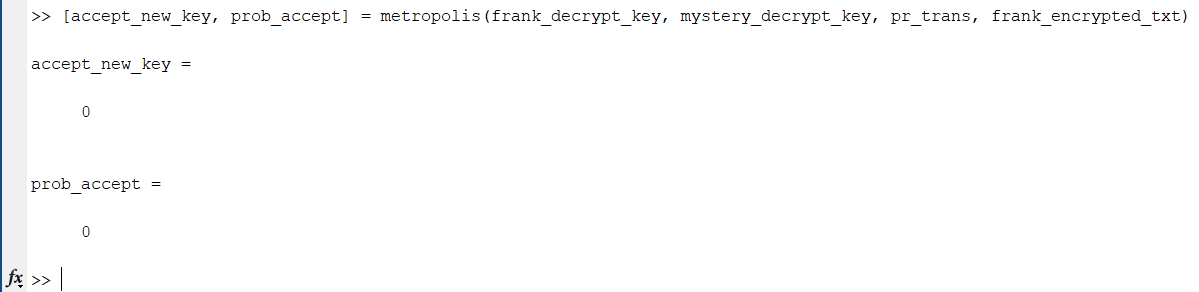 >> [accept_new_key, prob_accept] = metropolis(frank_decrypt_key, mystery_decrypt_key, pr_trans, frank_encrypted_txt)
accept_new_key =
0
prob_accept =
0
fx >>